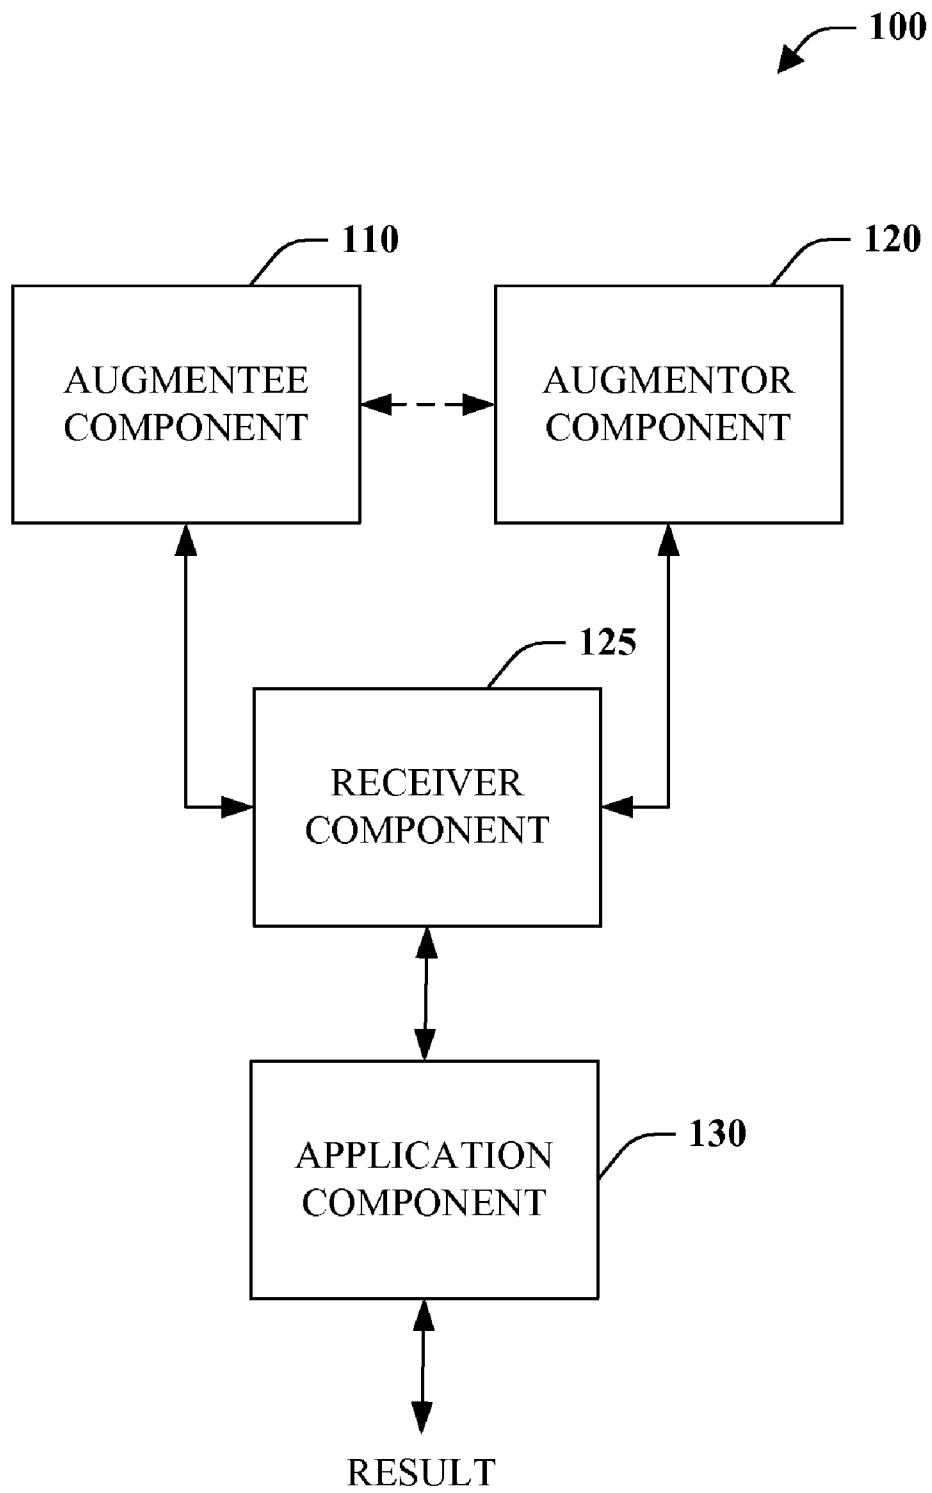 100
110
120
AUGMENTEE
COMPONENT
AUGMENTOR
COMPONENT
125
RECEIVER
COMPONENT
130
APPLICATION
COMPONENT
RESULT